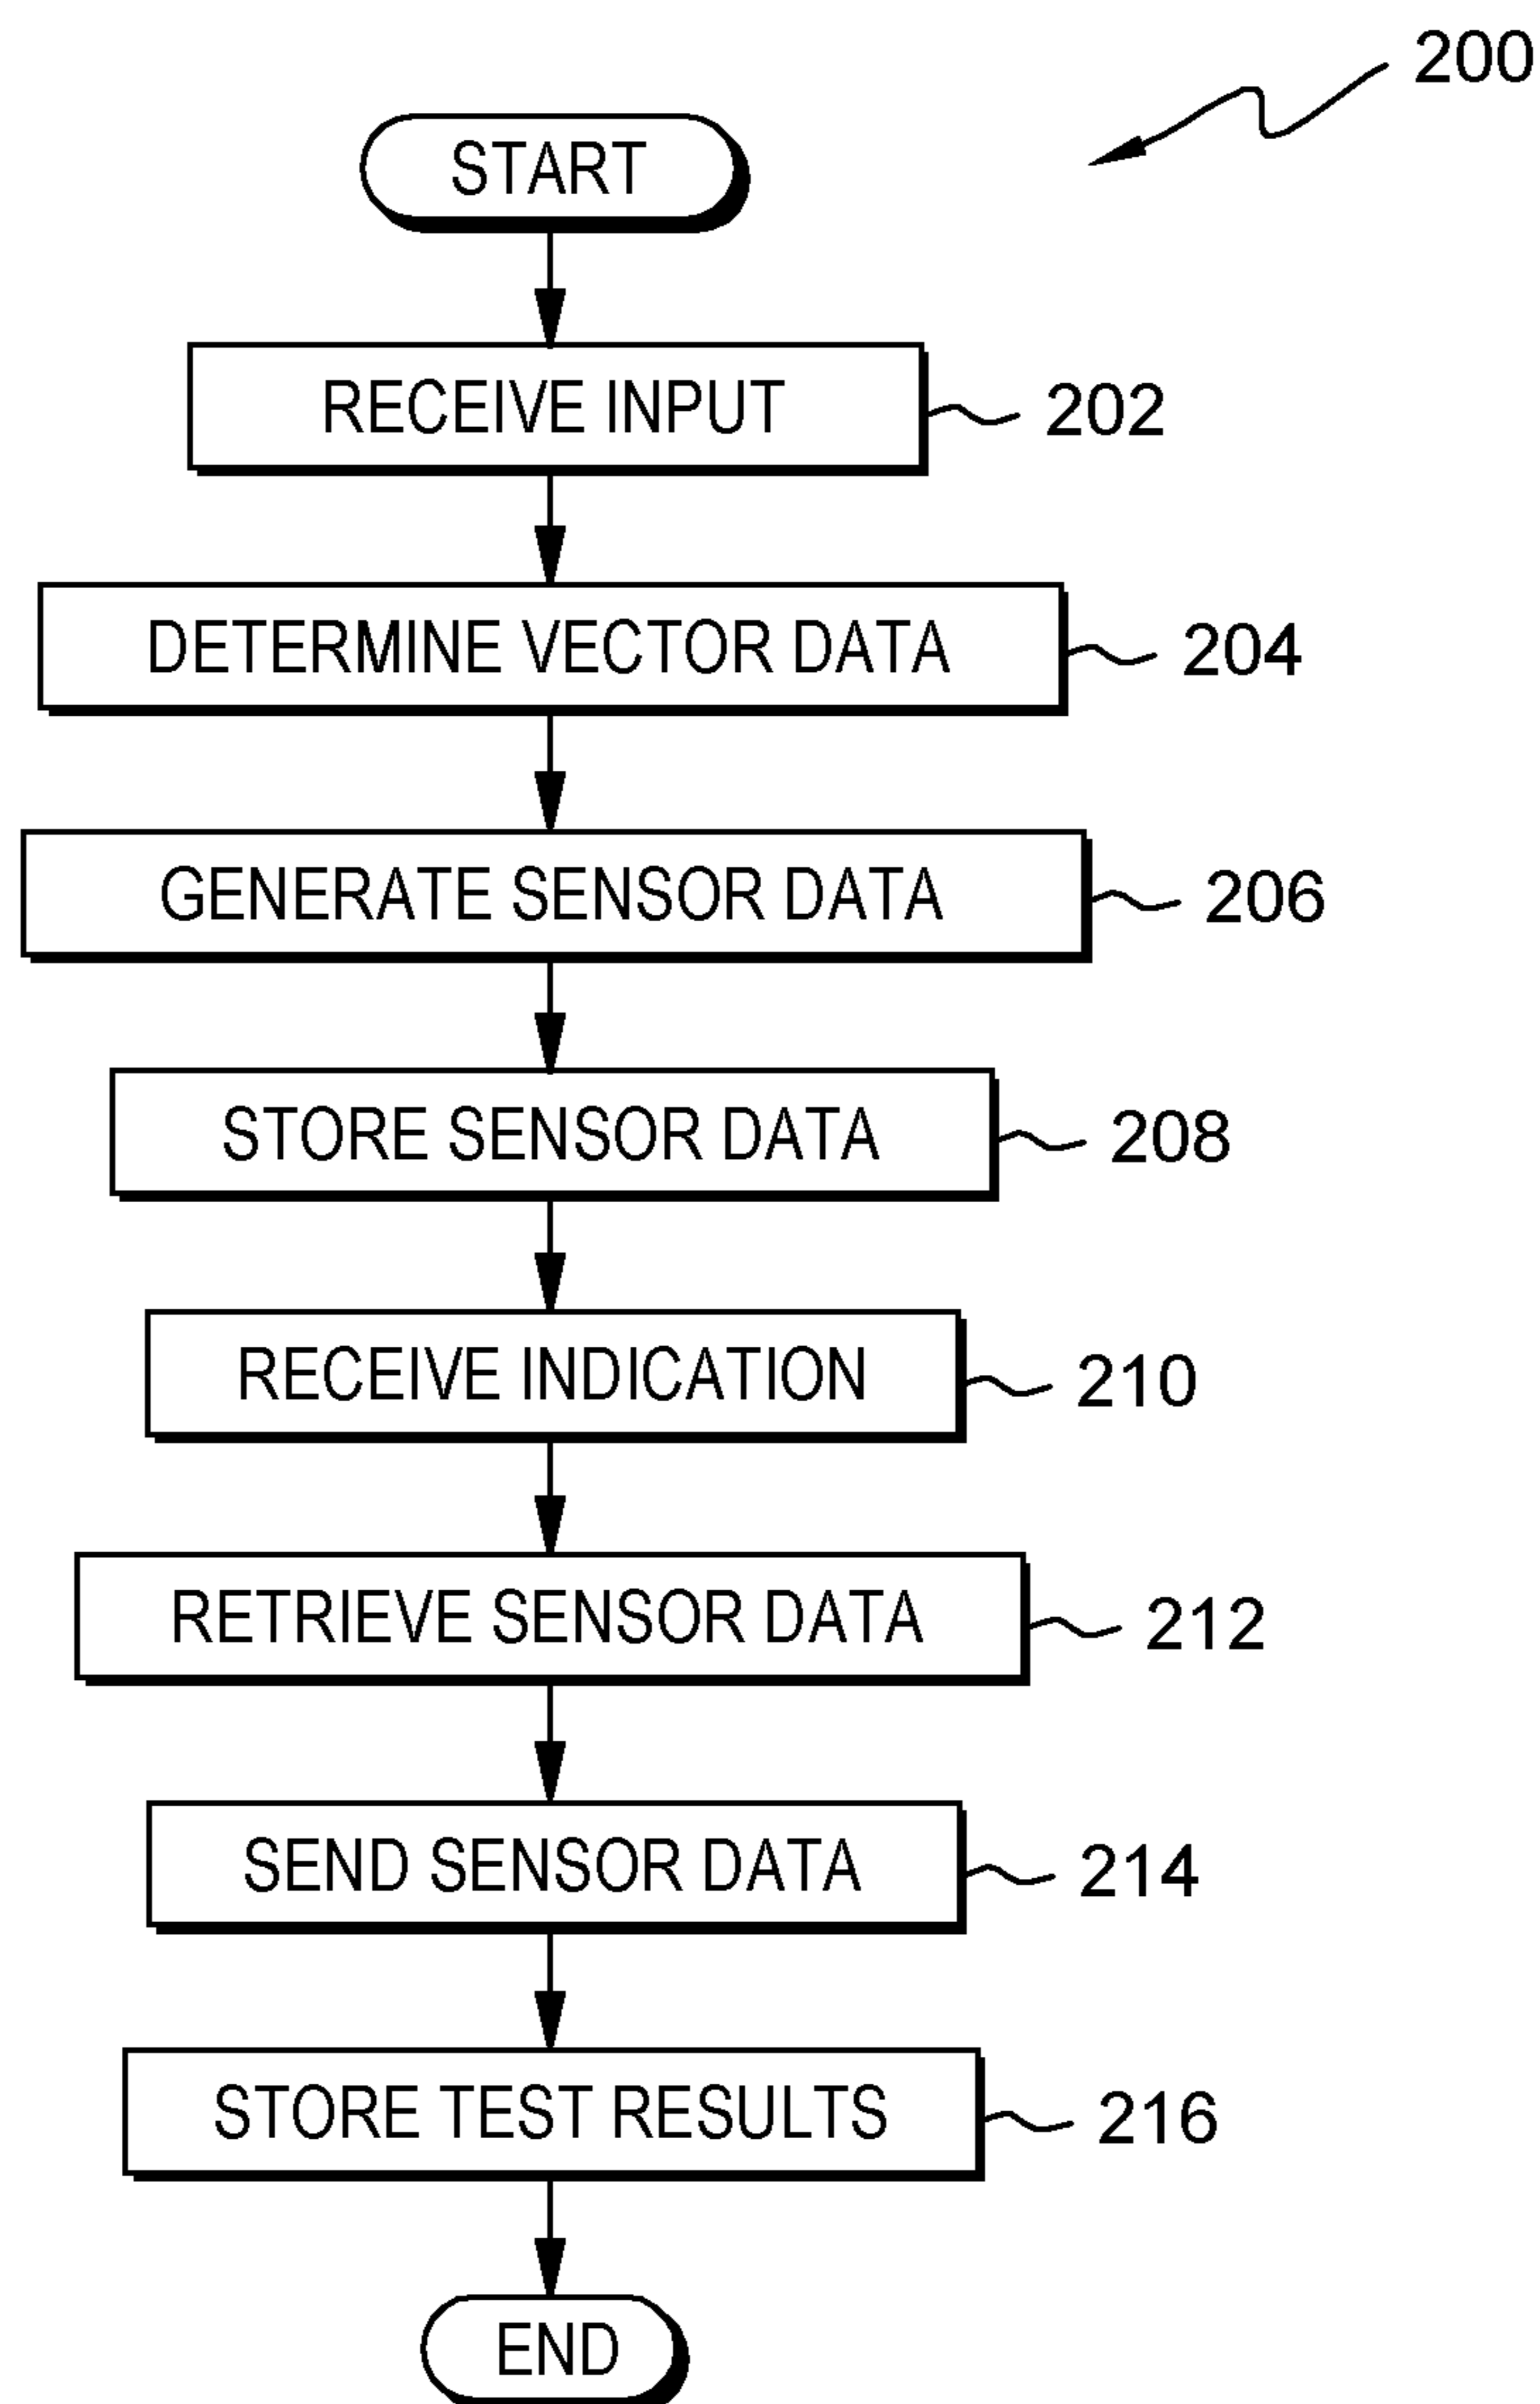 200
START
RECEIVE INPUT 202
DETERMINE VECTOR DATA 204
GENERATE SENSOR DATA 206
STORE SENSOR DATA 208
RECEIVE INDICATION 210
RETRIEVE SENSOR DATA 212
SEND SENSOR DATA 214
STORE TEST RESULTS 216
END